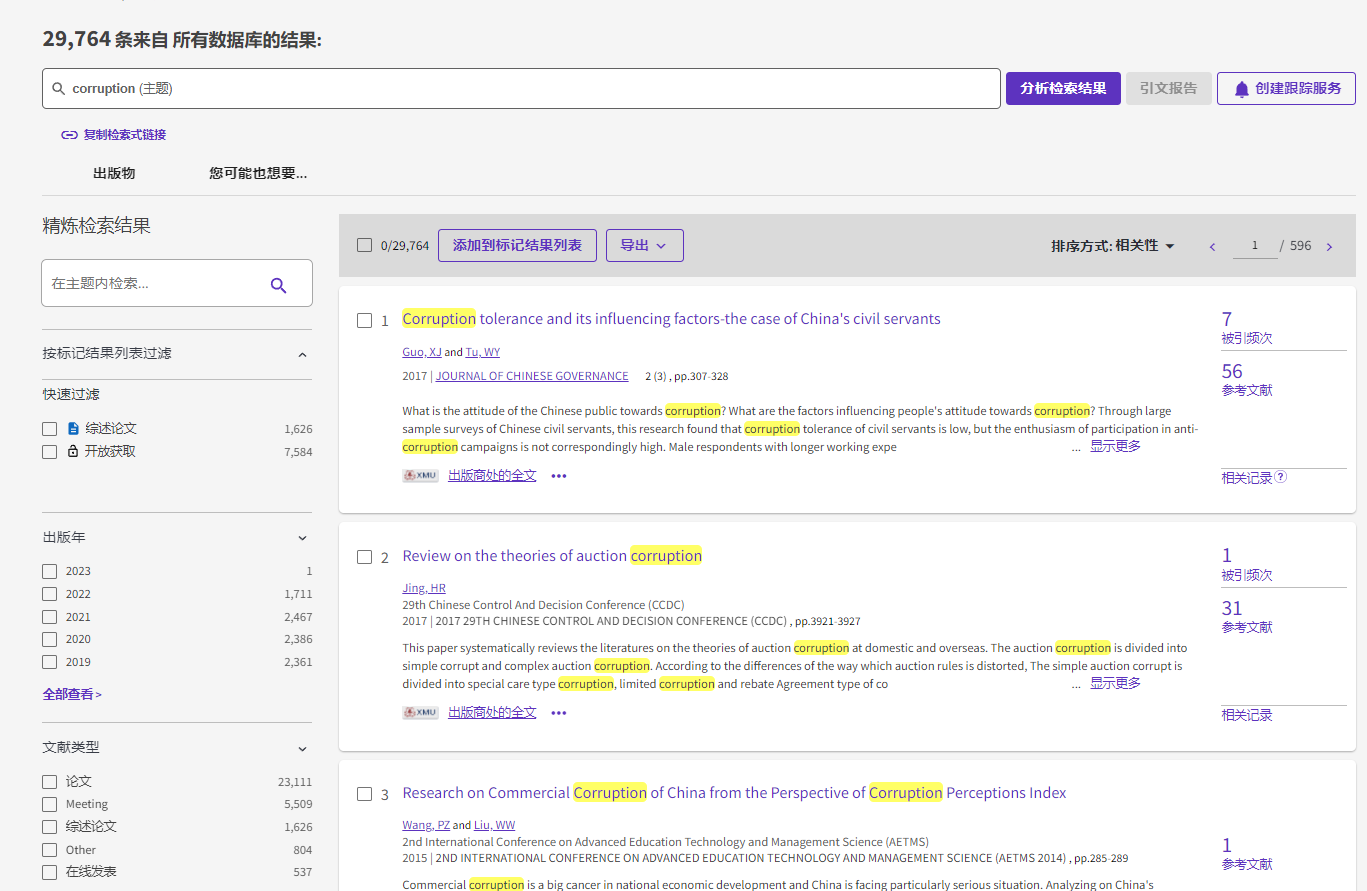 29,764 条来自 所有数据库的结果:
corruption (主题)
分析检索结果
引文报告
创建跟踪服务
复制检索式链接
出版物
您可能也想要...
精炼检索结果
在主题内检索...
按标记结果列表过滤
快速过滤
综述论文 1,626
开放获取 7,584
出版年
2023 1
2022 1,711
2021 2,467
2020 2,386
2019 2,361
全部查看>
文献类型
论文 23,111
Meeting 5,509
综述论文 1,626
Other 804
在线发表 537
0/29,764 添加到标记结果列表 导出 排序方式: 相关性 < 1 / 596 >
1 Corruption tolerance and its influencing factors-the case of China's civil servants
Guo, XJ and Tu, WY
2017 | JOURNAL OF CHINESE GOVERNANCE 2 (3) , pp.307-328
What is the attitude of the Chinese public towards corruption? What are the factors influencing people's attitude towards corruption? Through large
sample surveys of Chinese civil servants, this research found that corruption tolerance of civil servants is low, but the enthusiasm of participation in anti-
corruption campaigns is not correspondingly high. Male respondents with longer working expe ... 显示更多
XMU 出版商处的全文 •••
7
被引频次
56
参考文献
相关记录?
2 Review on the theories of auction corruption
Jing, HR
29th Chinese Control And Decision Conference (CCDC)
2017 | 2017 29TH CHINESE CONTROL AND DECISION CONFERENCE (CCDC) , pp.3921-3927
This paper systematically reviews the literatures on the theories of auction corruption at domestic and overseas. The auction corruption is divided into
simple corrupt and complex auction corruption. According to the differences of the way which auction rules is distorted, The simple auction corrupt is
divided into special care type corruption, limited corruption and rebate Agreement type of co ... 显示更多
XMU 出版商处的全文 •••
1
被引频次
31
参考文献
相关记录
3 Research on Commercial Corruption of China from the Perspective of Corruption Perceptions Index
Wang, PZ and Liu, WW
2nd International Conference on Advanced Education Technology and Management Science (AETMS)
2015 | 2ND INTERNATIONAL CONFERENCE ON ADVANCED EDUCATION TECHNOLOGY AND MANAGEMENT SCIENCE (AETMS 2014) , pp.285-289
Commercial corruption is a big cancer in national economic development and China is facing particularly serious situation. Analyzing on China's
1
参考文献